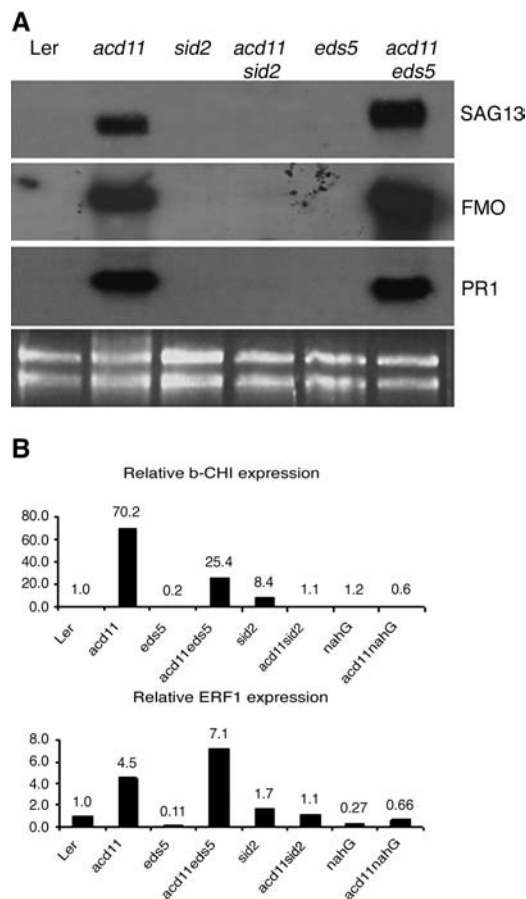 A
Ler acd11 sid2 acd11 sid2 eds5 acd11 eds5
SAG13
FMO
PR1
B
Relative b-CHI expression
80.0
60.0
40.0
20.0
0.0
1.0 70.2 0.2 25.4 8.4 1.1 1.2 0.6
Ler acd11 eds5 acd11eds5 sid2 acd11sid2 nahG acd11nahG
Relative ERF1 expression
8.0
6.0
4.0
2.0
0.0
1.0 4.5 0.11 7.1 1.7 1.1 0.27 0.66
Ler acd11 eds5 acd11eds5 sid2 acd11sid2 nahG acd11nahG